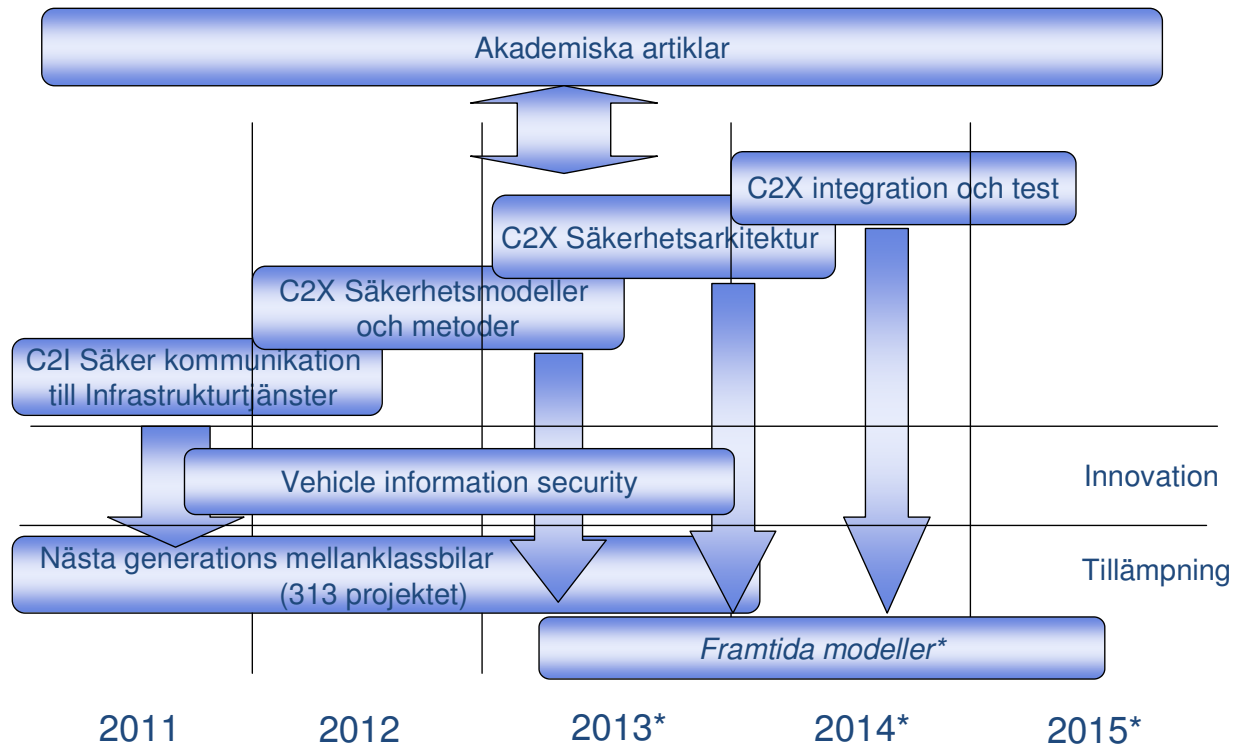 Akademiska artiklar
C2X integration och test
C2X Säkerhetsarkitektur
C2X Säkerhetsmodeller
och metoder
C2I Säker kommunikation
till Infrastrukturtjänster
Vehicle information security
Innovation
Nästa generations mellanklassbilar
(313 projektet)
Tillämpning
Framtida modeller*
2011 2012 2013* 2014* 2015*